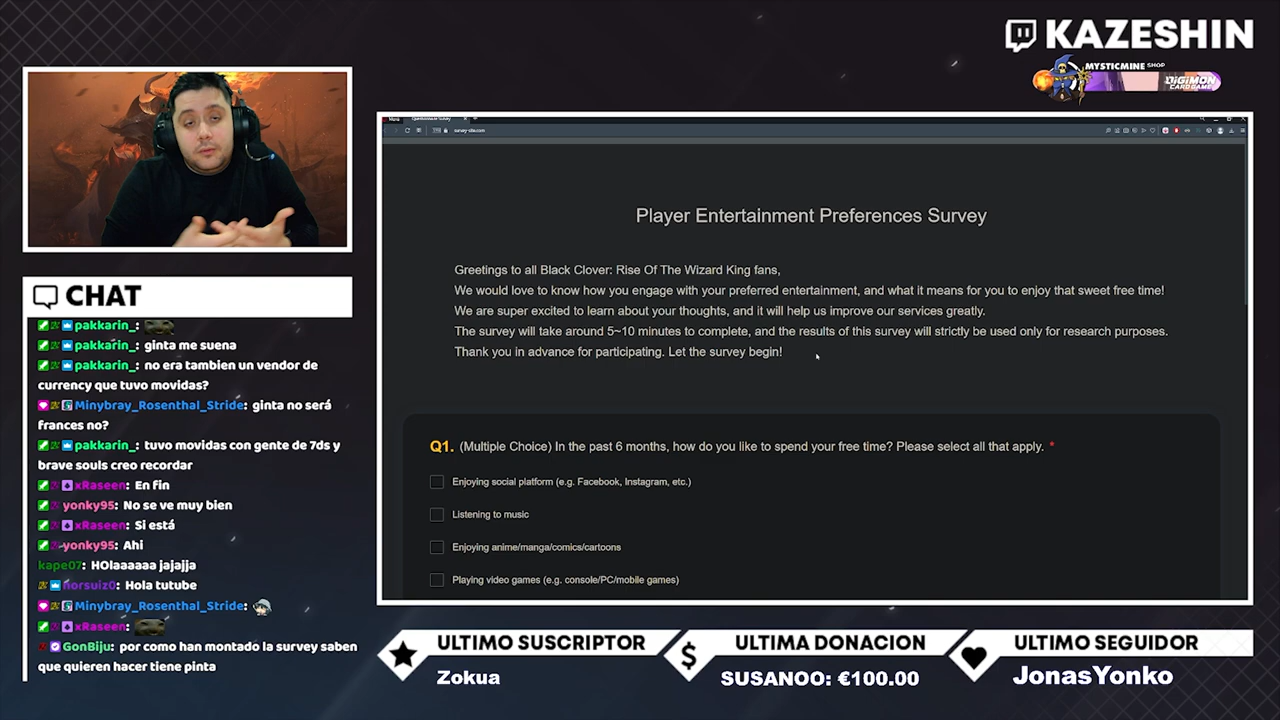 KAZESHIN
MYSTICMINE SHOP
DIGIMON
CARD GAME
survey-clia.com
Player Entertainment Preferences Survey
Greetings to all Black Clover: Rise Of The Wizard King fans,
We would love to know how you engage with your preferred entertainment, and what it means for you to enjoy that sweet free time!
We are super excited to learn about your thoughts, and it will help us improve our services greatly.
The survey will take around 5~10 minutes to complete, and the results of this survey will strictly be used only for research purposes.
Thank you in advance for participating. Let the survey begin!
Q1. (Multiple Choice) In the past 6 months, how do you like to spend your free time? Please select all that apply. *
Enjoying social platform (e.g. Facebook, Instagram, etc.)
Listening to music
Enjoying anime/manga/comics/cartoons
Playing video games (e.g. console/PC/mobile games)
CHAT
pakkarin_:
pakkarin_: ginta me suena
pakkarin_: no era tambien un vendor de
currency que tuvo movidas?
Minybray_Rosenthal_Stride: ginta no será
frances no?
pakkarin_: tuvo movidas con gente de 7ds y
brave souls creo recordar
xRaseen: En fin
yonky95: No se ve muy bien
xRaseen: Si está
yonky95: Ahi
kape07: HOlaaaaaa jajajja
norsuiz0: Hola tutube
Minybray_Rosenthal_Stride:
xRaseen:
GonBiju: por como han montado la survey saben
que quieren hacer tiene pinta
ULTIMO SUSCRIPTOR
Zokua
ULTIMA DONACION
SUSANOO: €100.00
ULTIMO SEGUIDOR
JonasYonko